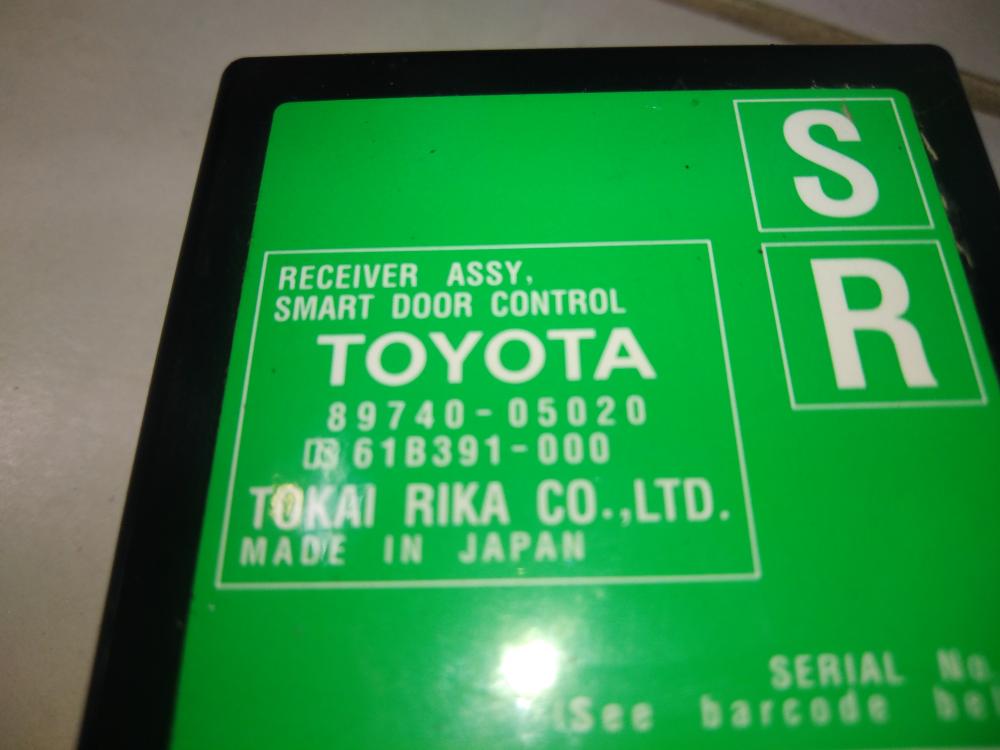 S
R
RECEIVER ASSY,
SMART DOOR CONTROL
TOYOTA
89740-05020
61B391-000
TOKAI RIKA CO.,LTD.
MADE IN JAPAN
SERIAL No.
(See barcode